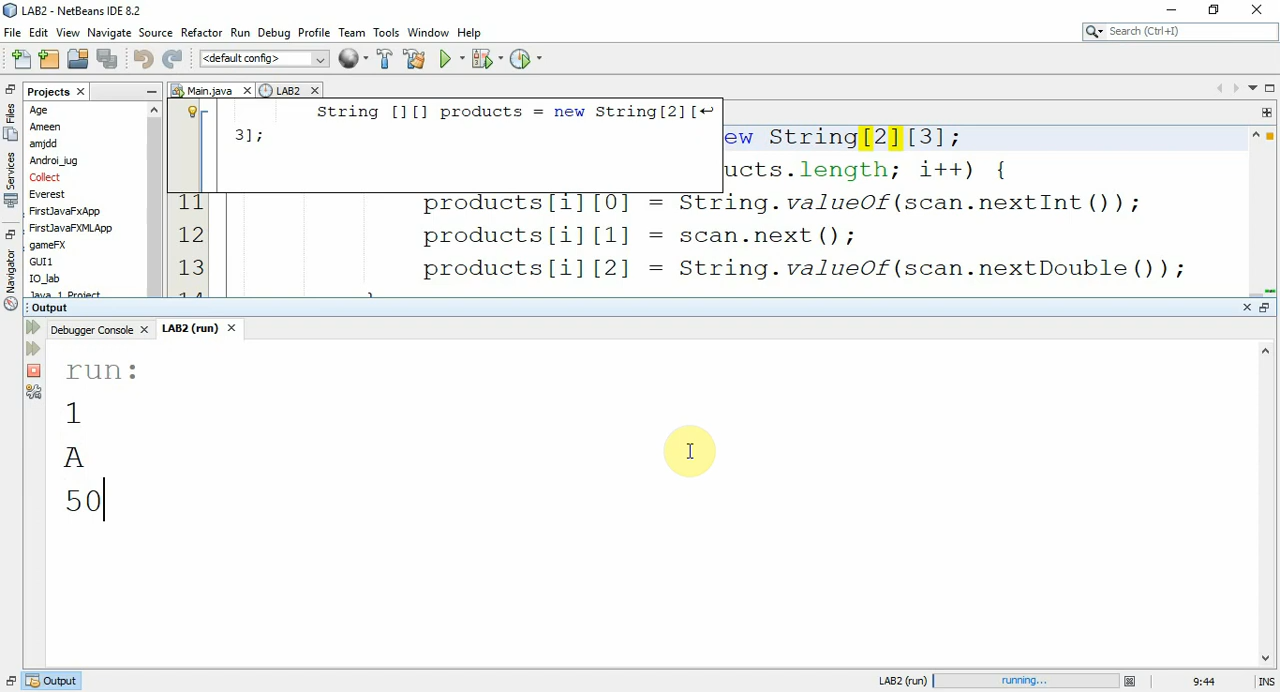 LAB2 - NetBeans IDE 8.2
File Edit View Navigate Source Refactor Run Debug Profile Team Tools Window Help
Search (Ctrl+I)
<default config>
Projects
Main.java
LAB2
Files
Services
Navigator
Age
Ameen
amjdd
Androi_iug
Collect
Everest
FirstJavaFxApp
FirstJavaFXMLApp
gameFX
GUI1
IO_lab
Java_1_Project
String [][] products = new String[2][↩
3];
ew String[2][3];
ucts.length; i++) {
11 products[i][0] = String.valueOf(scan.nextInt());
12 products[i][1] = scan.next();
13 products[i][2] = String.valueOf(scan.nextDouble());
Output
Debugger Console
LAB2 (run)
run:
1
A
50
Output
LAB2 (run)
running...
9:44
INS